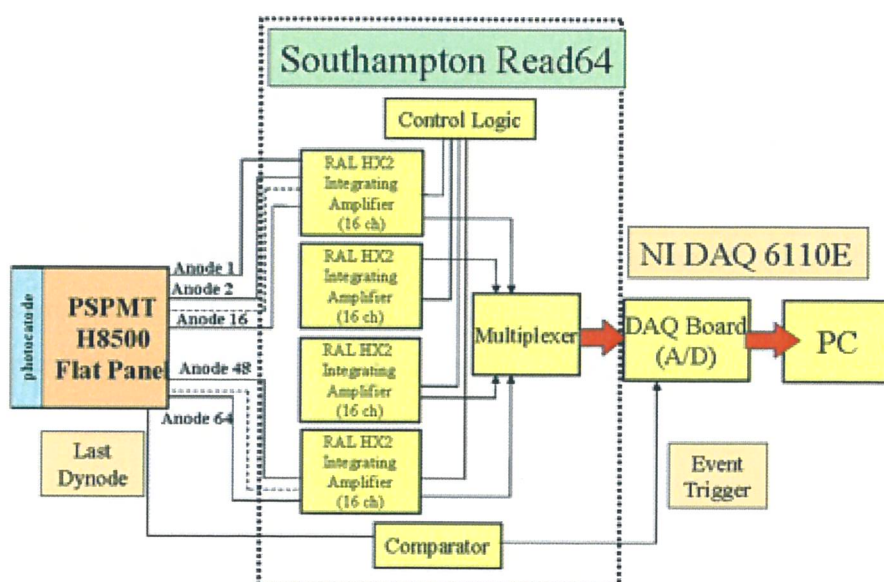 Southampton Read64
Control Logic
RAL HX2
Integrating
Amplifier
(16 ch)
RAL HX2
Integrating
Amplifier
(16 ch)
RAL HX2
Integrating
Amplifier
(16 ch)
RAL HX2
Integrating
Amplifier
(16 ch)
photocatode
PSPMT
H8500
Flat Panel
Anode 1
Anode 2
Anode 16
Anode 48
Anode 64
Last
Dynode
Multiplexer
NI DAQ 6110E
DAQ Board
(A/D)
PC
Event
Trigger
Comparator